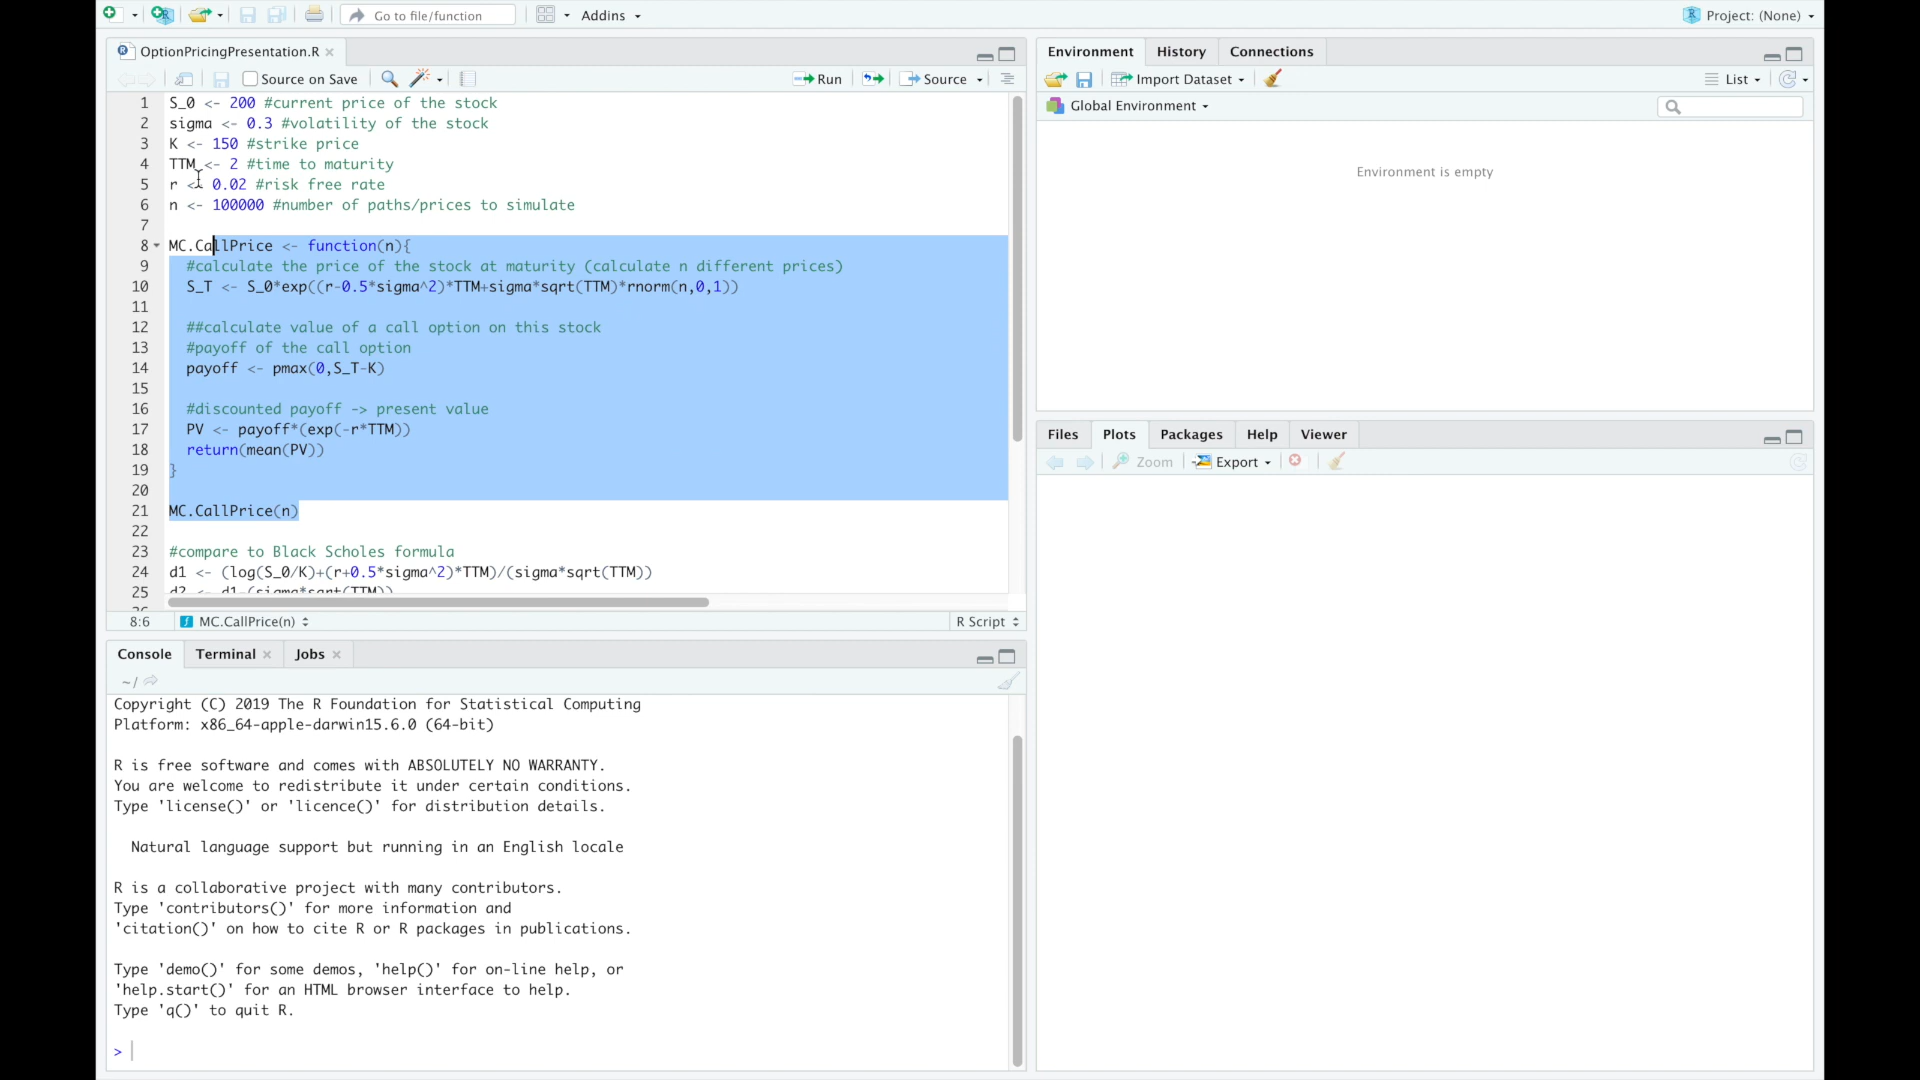 Go to file/function
Addins
Project: (None)
OptionPricingPresentation.R
Source on Save
Run
Source
1 S_0 <- 200 #current price of the stock
2 sigma <- 0.3 #volatility of the stock
3 K <- 150 #strike price
4 TTM <- 2 #time to maturity
5 r <- 0.02 #risk free rate
6 n <- 100000 #number of paths/prices to simulate
7
8 MC.CallPrice <- function(n){
9 #calculate the price of the stock at maturity (calculate n different prices)
10 S_T <- S_0*exp((r-0.5*sigma^2)*TTM+sigma*sqrt(TTM)*rnorm(n,0,1))
11
12 ##calculate value of a call option on this stock
13 #payoff of the call option
14 payoff <- pmax(0,S_T-K)
15
16 #discounted payoff -> present value
17 PV <- payoff*(exp(-r*TTM))
18 return(mean(PV))
19 }
20
21 MC.CallPrice(n)
22
23 #compare to Black Scholes formula
24 d1 <- (log(S_0/K)+(r+0.5*sigma^2)*TTM)/(sigma*sqrt(TTM))
25 d2 <- d1-(sigma*sqrt(TTM))
8:6 MC.CallPrice(n) R Script
Console Terminal Jobs
~/
Copyright (C) 2019 The R Foundation for Statistical Computing
Platform: x86_64-apple-darwin15.6.0 (64-bit)
R is free software and comes with ABSOLUTELY NO WARRANTY.
You are welcome to redistribute it under certain conditions.
Type 'license()' or 'licence()' for distribution details.
Natural language support but running in an English locale
R is a collaborative project with many contributors.
Type 'contributors()' for more information and
'citation()' on how to cite R or R packages in publications.
Type 'demo()' for some demos, 'help()' for on-line help, or
'help.start()' for an HTML browser interface to help.
Type 'q()' to quit R.
>
Environment History Connections
Import Dataset
List
Global Environment
Environment is empty
Files Plots Packages Help Viewer
Zoom Export